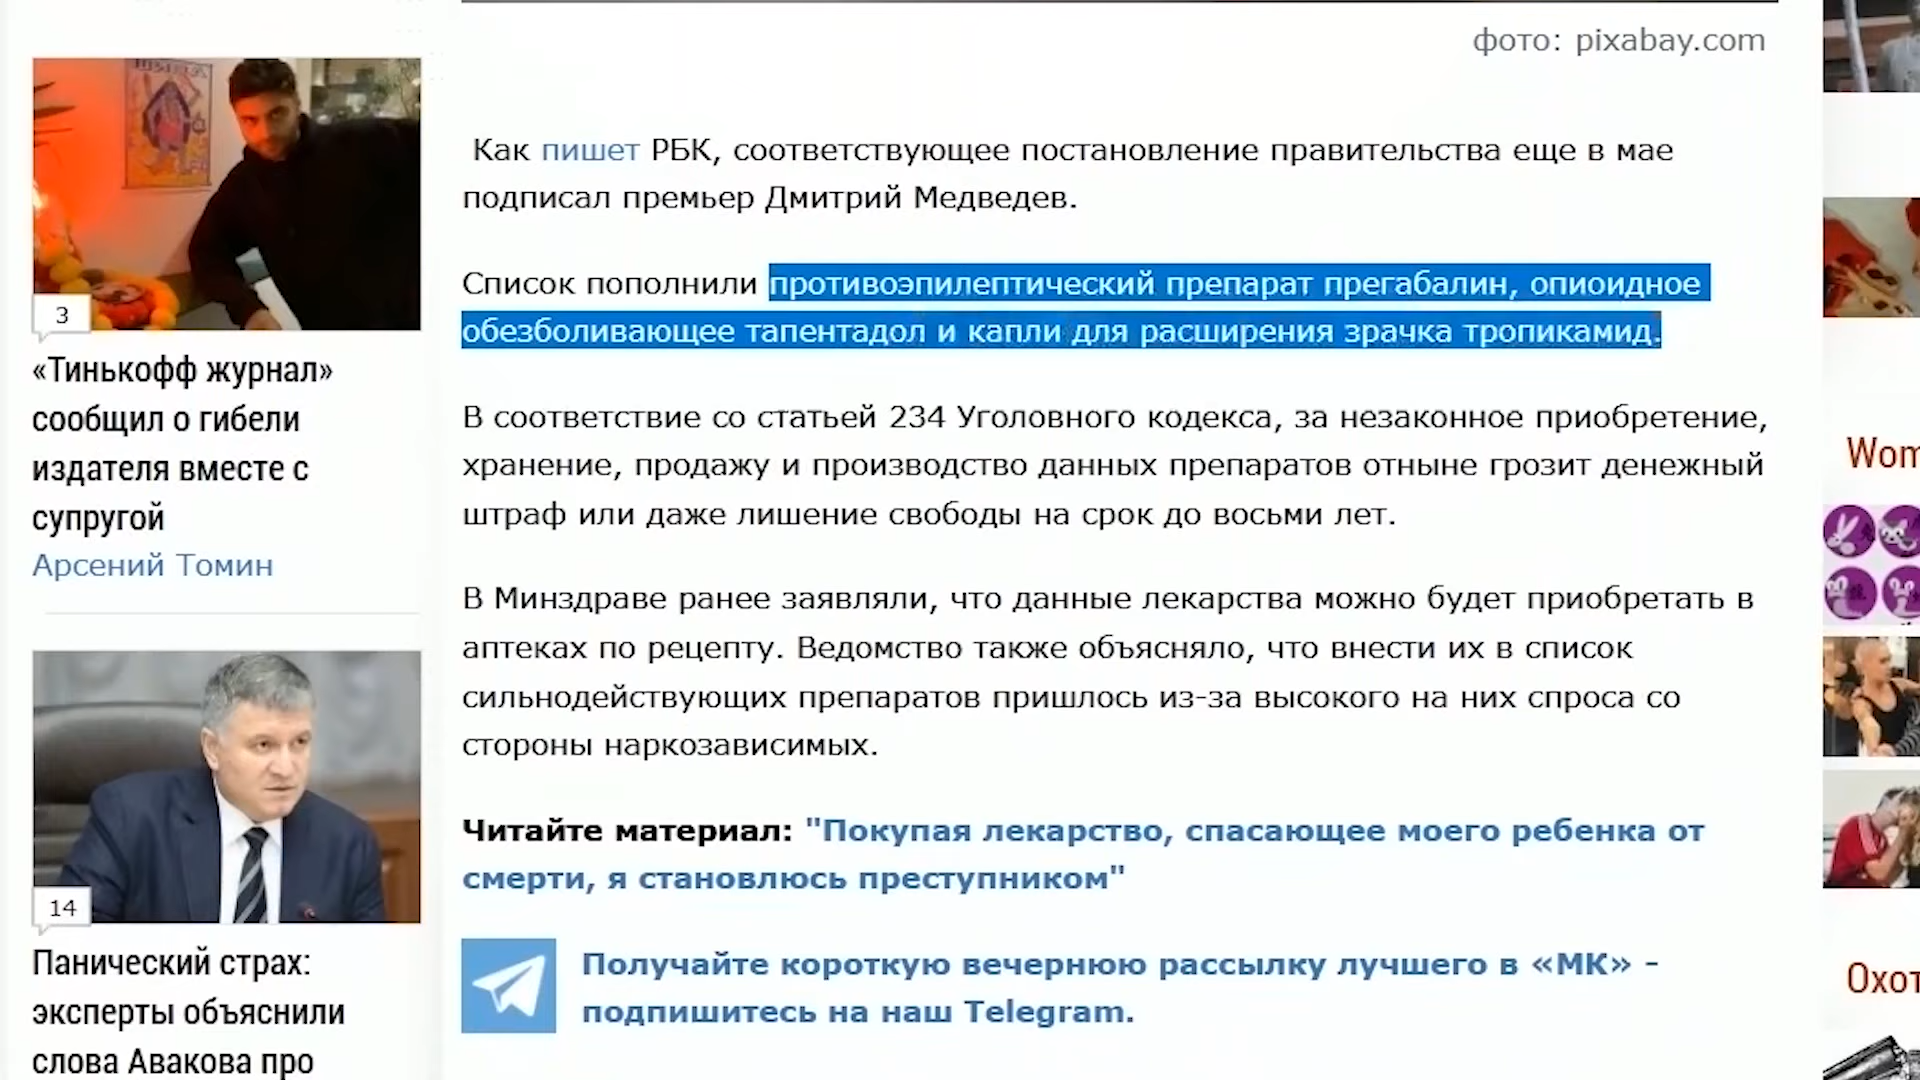 фото: pixabay.com
Как пишет РБК, соответствующее постановление правительства еще в мае
подписал премьер Дмитрий Медведев.
Список пополнили противоэпилептический препарат прегабалин, опиоидное
обезболивающее тапентадол и капли для расширения зрачка тропикамид.
В соответствие со статьей 234 Уголовного кодекса, за незаконное приобретение,
хранение, продажу и производство данных препаратов отныне грозит денежный
штраф или даже лишение свободы на срок до восьми лет.
В Минздраве ранее заявляли, что данные лекарства можно будет приобретать в
аптеках по рецепту. Ведомство также объясняло, что внести их в список
сильнодействующих препаратов пришлось из-за высокого на них спроса со
стороны наркозависимых.
Читайте материал: "Покупая лекарство, спасающее моего ребенка от
смерти, я становлюсь преступником"
Получайте короткую вечернюю рассылку лучшего в «МК» -
подпишитесь на наш Telegram.
3
«Тинькофф журнал»
сообщил о гибели
издателя вместе с
супругой
Арсений Томин
14
Панический страх:
эксперты объяснили
слова Авакова про
Wom
Охот